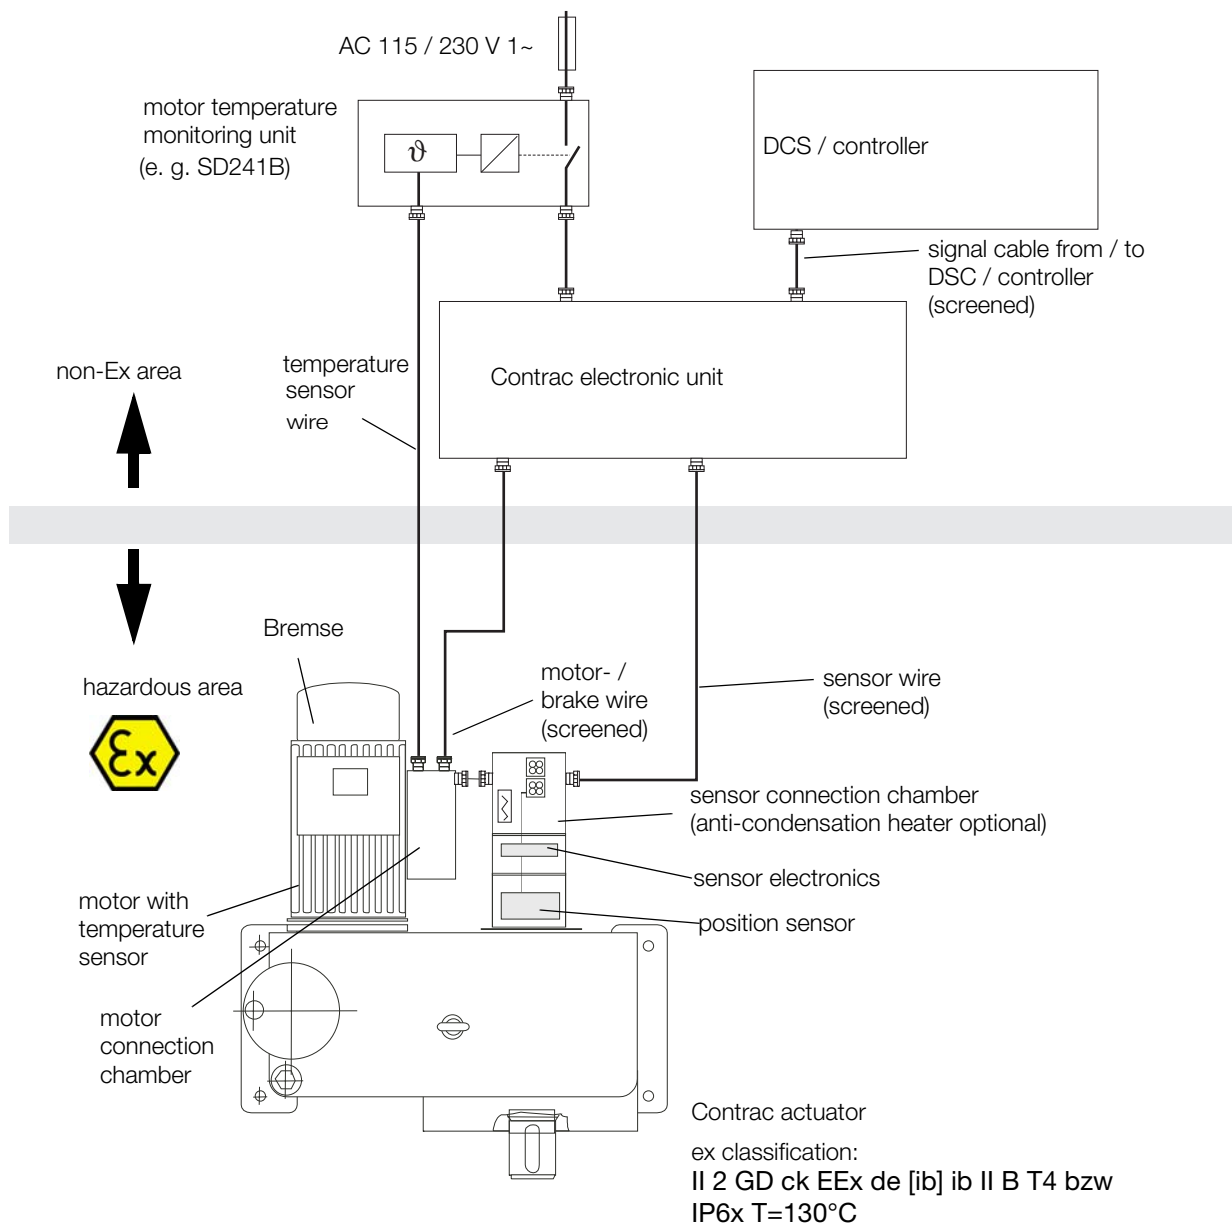 AC 115 / 230 V 1~
motor temperature
monitoring unit
(e. g. SD241B)
ϑ
DCS / controller
signal cable from / to
DSC / controller
(screened)
temperature
sensor
wire
non-Ex area
Contrac electronic unit
Bremse
hazardous area
Ex
motor- /
brake wire
(screened)
sensor wire
(screened)
sensor connection chamber
(anti-condensation heater optional)
sensor electronics
position sensor
motor with
temperature
sensor
motor
connection
chamber
Contrac actuator
ex classification:
II 2 GD ck EEx de [ib] ib II B T4 bzw
IP6x T=130°C